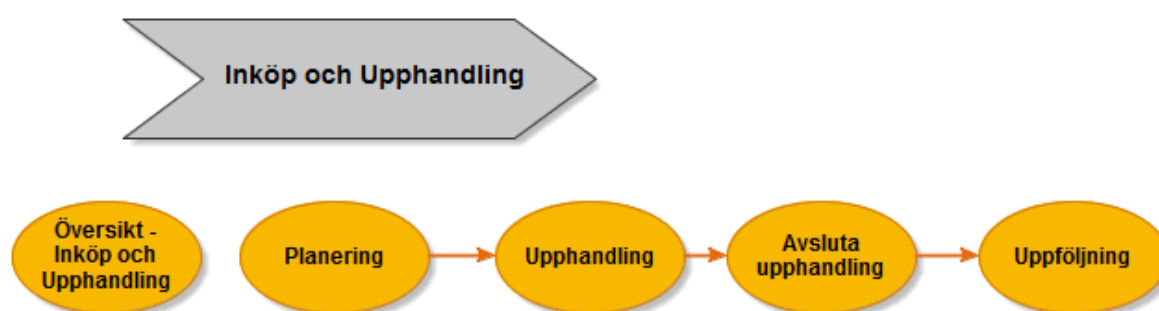 Inköp och Upphandling
Översikt -
Inköp och
Upphandling
Planering
Upphandling
Avsluta
upphandling
Uppföljning